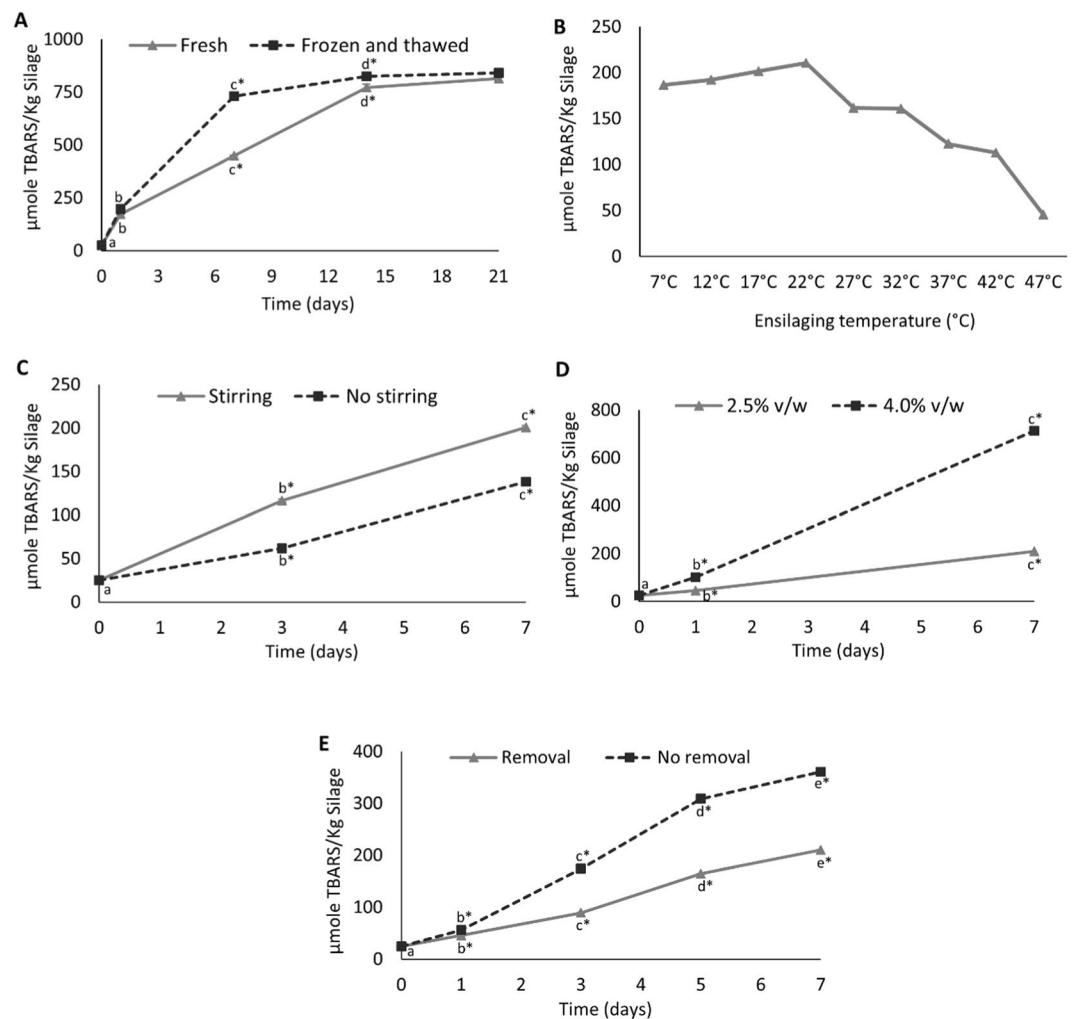 A
Fresh
Frozen and thawed
µmole TBARS/Kg Silage
1000
750
500
250
0
a
b
b
c*
c*
d*
d*
0 3 6 9 12 15 18 21
Time (days)
B
µmole TBARS/Kg Silage
250
200
150
100
50
0
7°C 12°C 17°C 22°C 27°C 32°C 37°C 42°C 47°C
Ensilaging temperature (°C)
C
Stirring
No stirring
µmole TBARS/Kg Silage
250
200
150
100
50
0
a
b*
b*
c*
c*
0 1 2 3 4 5 6 7
Time (days)
D
2.5% v/w
4.0% v/w
µmole TBARS/Kg Silage
800
600
400
200
0
a
b*
b*
c*
c*
0 1 2 3 4 5 6 7
Time (days)
E
Removal
No removal
µmole TBARS/Kg Silage
400
300
200
100
0
a
b*
b*
c*
c*
d*
d*
e*
e*
0 1 2 3 4 5 6 7
Time (days)